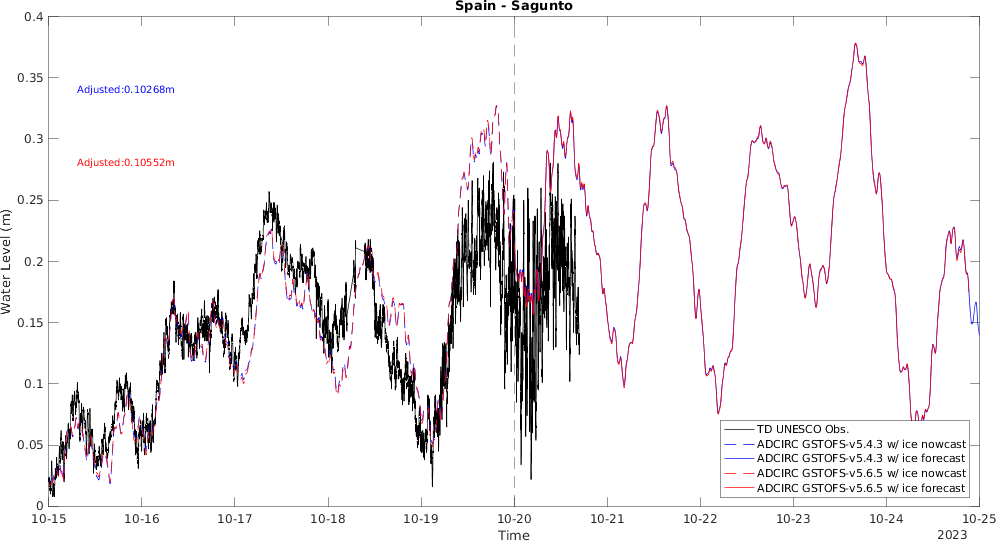 Spain - Sagunto
0.4
0.35
0.3
0.25
0.2
0.15
0.1
0.05
0
Water Level (m)
Adjusted:0.10268m
Adjusted:0.10552m
TD UNESCO Obs.
ADCIRC GSTOFS-v5.4.3 w/ ice nowcast
ADCIRC GSTOFS-v5.4.3 w/ ice forecast
ADCIRC GSTOFS-v5.6.5 w/ ice nowcast
ADCIRC GSTOFS-v5.6.5 w/ ice forecast
10-15 10-16 10-17 10-18 10-19 10-20 10-21 10-22 10-23 10-24 10-25
Time
2023